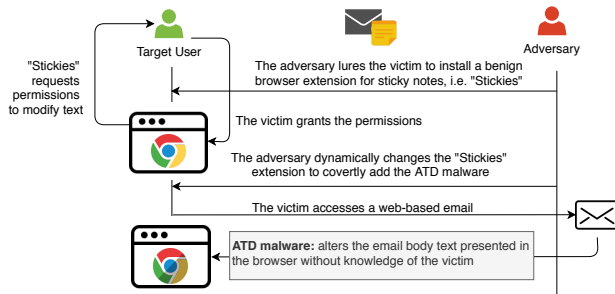 Target User
Adversary
"Stickies"
requests
permissions
to modify text
The adversary lures the victim to install a benign
browser extension for sticky notes, i.e. "Stickies"
The victim grants the permissions
The adversary dynamically changes the "Stickies"
extension to covertly add the ATD malware
The victim accesses a web-based email
ATD malware: alters the email body text presented in
the browser without knowledge of the victim